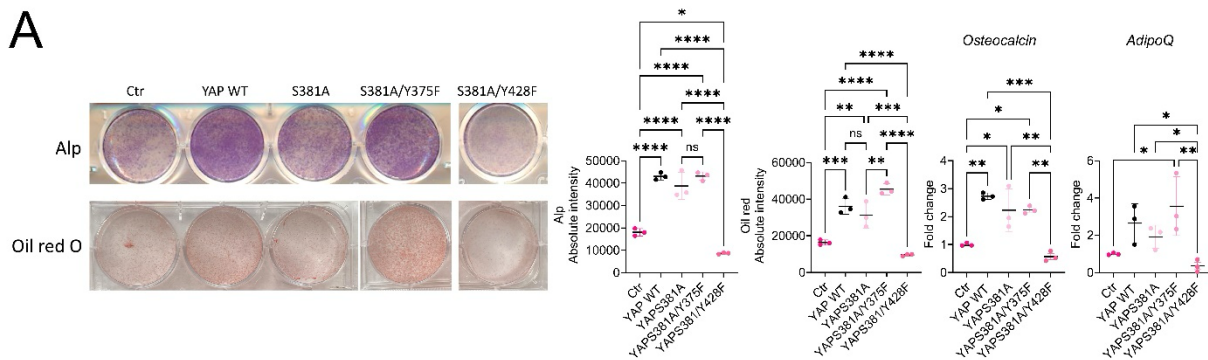 A
Ctr YAP WT S381A S381A/Y375F S381A/Y428F
Alp
Oil red O
*
****
****
****
****
****
ns
****
Alp
Absolute intensity
50000
40000
30000
20000
10000
0
Ctr
YAP WT
YAPS381A
YAPS381A/Y375F
YAPS381/Y428F
****
****
** ***
ns ****
*** **
Oil red
Absolute intensity
60000
40000
20000
0
Ctr
YAP WT
YAPS381A
YAPS381A/Y375F
YAPS381/Y428F
Osteocalcin
***
*
* **
** **
Fold change
4
3
2
1
0
Ctr
YAP WT
YAPS381A
YAPS381A/Y375F
YAPS381A/Y428F
AdipoQ
*
*
* **
Fold change
6
4
2
0
Ctr
YAP WT
YAPS381A
YAPS381A/Y375F
YAPS381A/Y428F